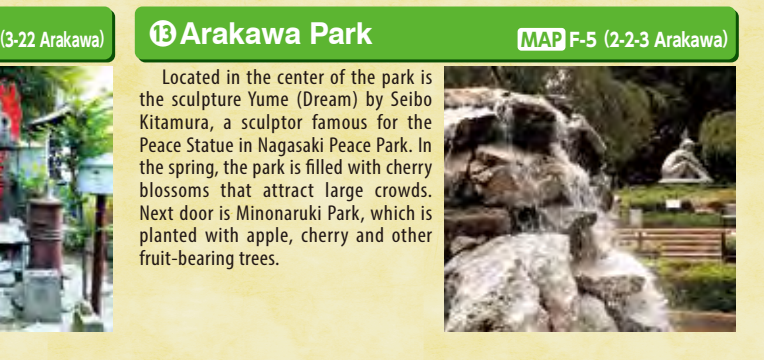 (3-22 Arakawa)
⑬Arakawa Park
MAP F-5 (2-2-3 Arakawa)
Located in the center of the park is
the sculpture Yume (Dream) by Seibo
Kitamura, a sculptor famous for the
Peace Statue in Nagasaki Peace Park. In
the spring, the park is filled with cherry
blossoms that attract large crowds.
Next door is Minonaruki Park, which is
planted with apple, cherry and other
fruit-bearing trees.